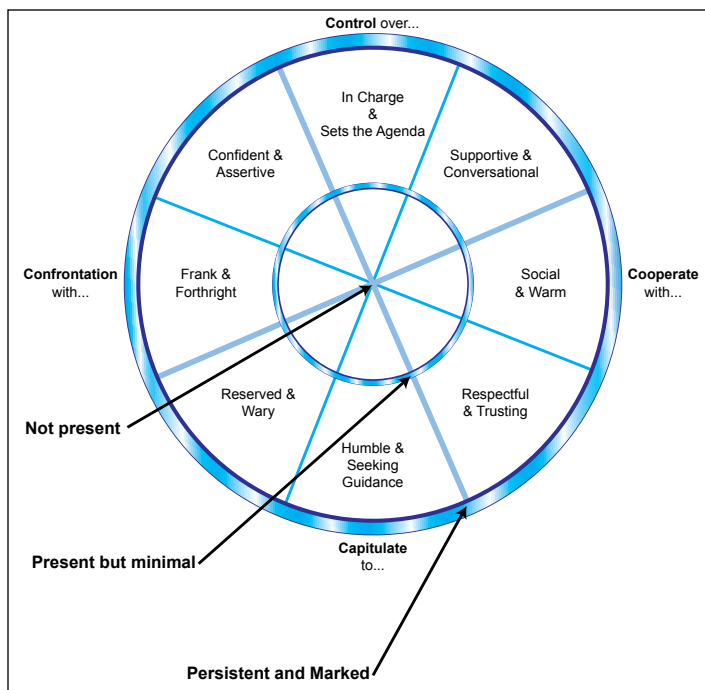 Control over...
In Charge
&
Sets the Agenda
Confident &
Assertive
Supportive &
Conversational
Confrontation
with...
Frank &
Forthright
Social
& Warm
Cooperate
with...
Reserved &
Wary
Respectful
& Trusting
Not present
Humble &
Seeking
Guidance
Capitulate
to...
Present but minimal
Persistent and Marked